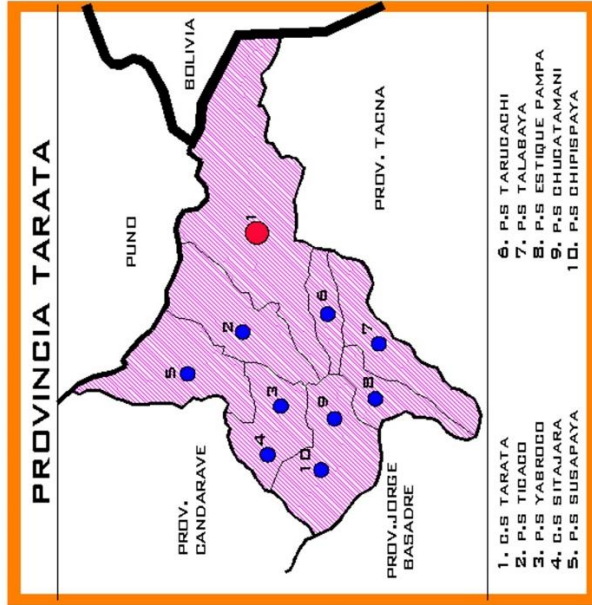 PROVINCIA TARATA
PUNO
BOLIVIA
PROV.
CANDARAVE
PROV. TACNA
PROV.JORGE
BASADRE
5
2
1
4
3
6
10
9
8
7
1. C.S TARATA
2. P.S TICACO
3. P.S YABROCO
4. C.S SITAJARA
5. P.S SUSAPAYA
6. P.S TARUCACHI
7. P.S TALABAYA
8. P.S ESTIQUE PAMPA
9. P.S CHUCATAMANI
10. P.S CHIPISPAYA